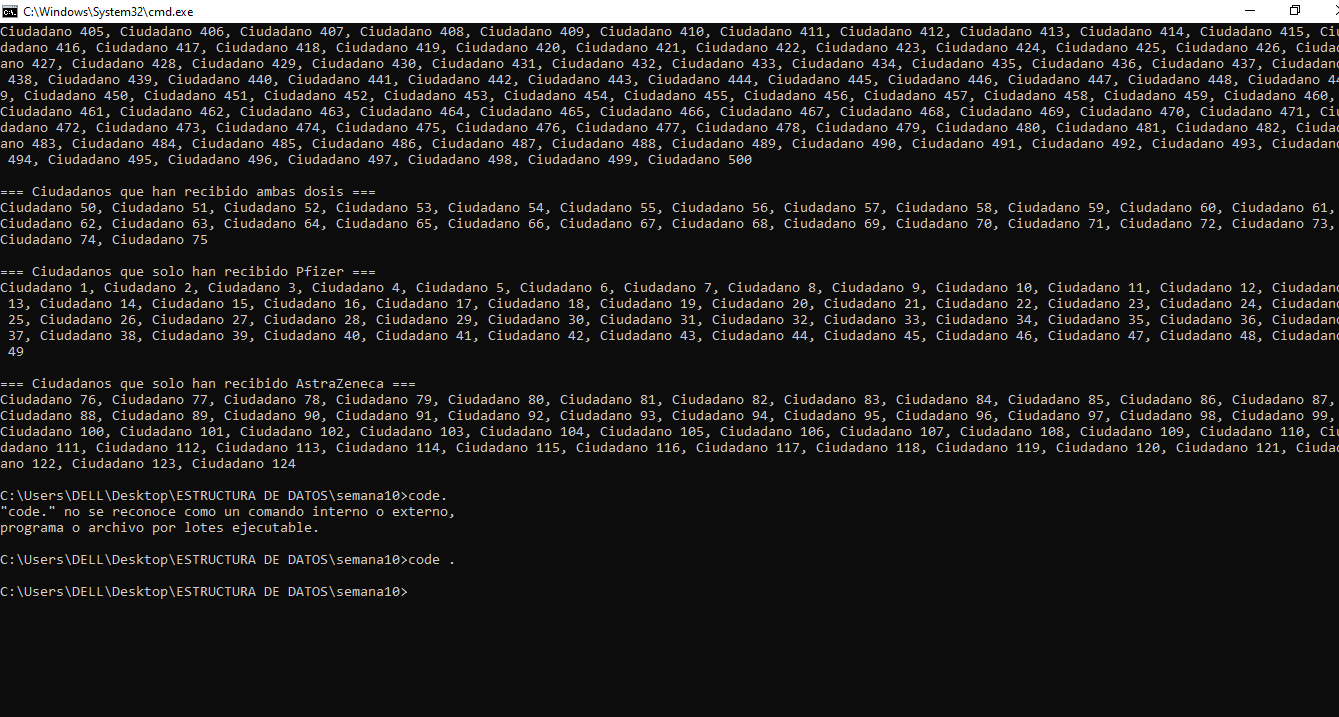 C:\Windows\System32\cmd.exe
Ciudadano 405, Ciudadano 406, Ciudadano 407, Ciudadano 408, Ciudadano 409, Ciudadano 410, Ciudadano 411, Ciudadano 412, Ciudadano 413, Ciudadano 414, Ciudadano 415, Ciu
dadano 416, Ciudadano 417, Ciudadano 418, Ciudadano 419, Ciudadano 420, Ciudadano 421, Ciudadano 422, Ciudadano 423, Ciudadano 424, Ciudadano 425, Ciudadano 426, Ciudad
ano 427, Ciudadano 428, Ciudadano 429, Ciudadano 430, Ciudadano 431, Ciudadano 432, Ciudadano 433, Ciudadano 434, Ciudadano 435, Ciudadano 436, Ciudadano 437, Ciudadano
438, Ciudadano 439, Ciudadano 440, Ciudadano 441, Ciudadano 442, Ciudadano 443, Ciudadano 444, Ciudadano 445, Ciudadano 446, Ciudadano 447, Ciudadano 448, Ciudadano 44
9, Ciudadano 450, Ciudadano 451, Ciudadano 452, Ciudadano 453, Ciudadano 454, Ciudadano 455, Ciudadano 456, Ciudadano 457, Ciudadano 458, Ciudadano 459, Ciudadano 460,
Ciudadano 461, Ciudadano 462, Ciudadano 463, Ciudadano 464, Ciudadano 465, Ciudadano 466, Ciudadano 467, Ciudadano 468, Ciudadano 469, Ciudadano 470, Ciudadano 471, Ciu
dadano 472, Ciudadano 473, Ciudadano 474, Ciudadano 475, Ciudadano 476, Ciudadano 477, Ciudadano 478, Ciudadano 479, Ciudadano 480, Ciudadano 481, Ciudadano 482, Ciudad
ano 483, Ciudadano 484, Ciudadano 485, Ciudadano 486, Ciudadano 487, Ciudadano 488, Ciudadano 489, Ciudadano 490, Ciudadano 491, Ciudadano 492, Ciudadano 493, Ciudadano
494, Ciudadano 495, Ciudadano 496, Ciudadano 497, Ciudadano 498, Ciudadano 499, Ciudadano 500
=== Ciudadanos que han recibido ambas dosis ===
Ciudadano 50, Ciudadano 51, Ciudadano 52, Ciudadano 53, Ciudadano 54, Ciudadano 55, Ciudadano 56, Ciudadano 57, Ciudadano 58, Ciudadano 59, Ciudadano 60, Ciudadano 61,
Ciudadano 62, Ciudadano 63, Ciudadano 64, Ciudadano 65, Ciudadano 66, Ciudadano 67, Ciudadano 68, Ciudadano 69, Ciudadano 70, Ciudadano 71, Ciudadano 72, Ciudadano 73,
Ciudadano 74, Ciudadano 75
=== Ciudadanos que solo han recibido Pfizer ===
Ciudadano 1, Ciudadano 2, Ciudadano 3, Ciudadano 4, Ciudadano 5, Ciudadano 6, Ciudadano 7, Ciudadano 8, Ciudadano 9, Ciudadano 10, Ciudadano 11, Ciudadano 12, Ciudadano
13, Ciudadano 14, Ciudadano 15, Ciudadano 16, Ciudadano 17, Ciudadano 18, Ciudadano 19, Ciudadano 20, Ciudadano 21, Ciudadano 22, Ciudadano 23, Ciudadano 24, Ciudadano
25, Ciudadano 26, Ciudadano 27, Ciudadano 28, Ciudadano 29, Ciudadano 30, Ciudadano 31, Ciudadano 32, Ciudadano 33, Ciudadano 34, Ciudadano 35, Ciudadano 36, Ciudadano
37, Ciudadano 38, Ciudadano 39, Ciudadano 40, Ciudadano 41, Ciudadano 42, Ciudadano 43, Ciudadano 44, Ciudadano 45, Ciudadano 46, Ciudadano 47, Ciudadano 48, Ciudadano
49
=== Ciudadanos que solo han recibido AstraZeneca ===
Ciudadano 76, Ciudadano 77, Ciudadano 78, Ciudadano 79, Ciudadano 80, Ciudadano 81, Ciudadano 82, Ciudadano 83, Ciudadano 84, Ciudadano 85, Ciudadano 86, Ciudadano 87,
Ciudadano 88, Ciudadano 89, Ciudadano 90, Ciudadano 91, Ciudadano 92, Ciudadano 93, Ciudadano 94, Ciudadano 95, Ciudadano 96, Ciudadano 97, Ciudadano 98, Ciudadano 99,
Ciudadano 100, Ciudadano 101, Ciudadano 102, Ciudadano 103, Ciudadano 104, Ciudadano 105, Ciudadano 106, Ciudadano 107, Ciudadano 108, Ciudadano 109, Ciudadano 110, Ciu
dadano 111, Ciudadano 112, Ciudadano 113, Ciudadano 114, Ciudadano 115, Ciudadano 116, Ciudadano 117, Ciudadano 118, Ciudadano 119, Ciudadano 120, Ciudadano 121, Ciudad
ano 122, Ciudadano 123, Ciudadano 124
C:\Users\DELL\Desktop\ESTRUCTURA DE DATOS\semana10>code.
"code." no se reconoce como un comando interno o externo,
programa o archivo por lotes ejecutable.
C:\Users\DELL\Desktop\ESTRUCTURA DE DATOS\semana10>code .
C:\Users\DELL\Desktop\ESTRUCTURA DE DATOS\semana10>